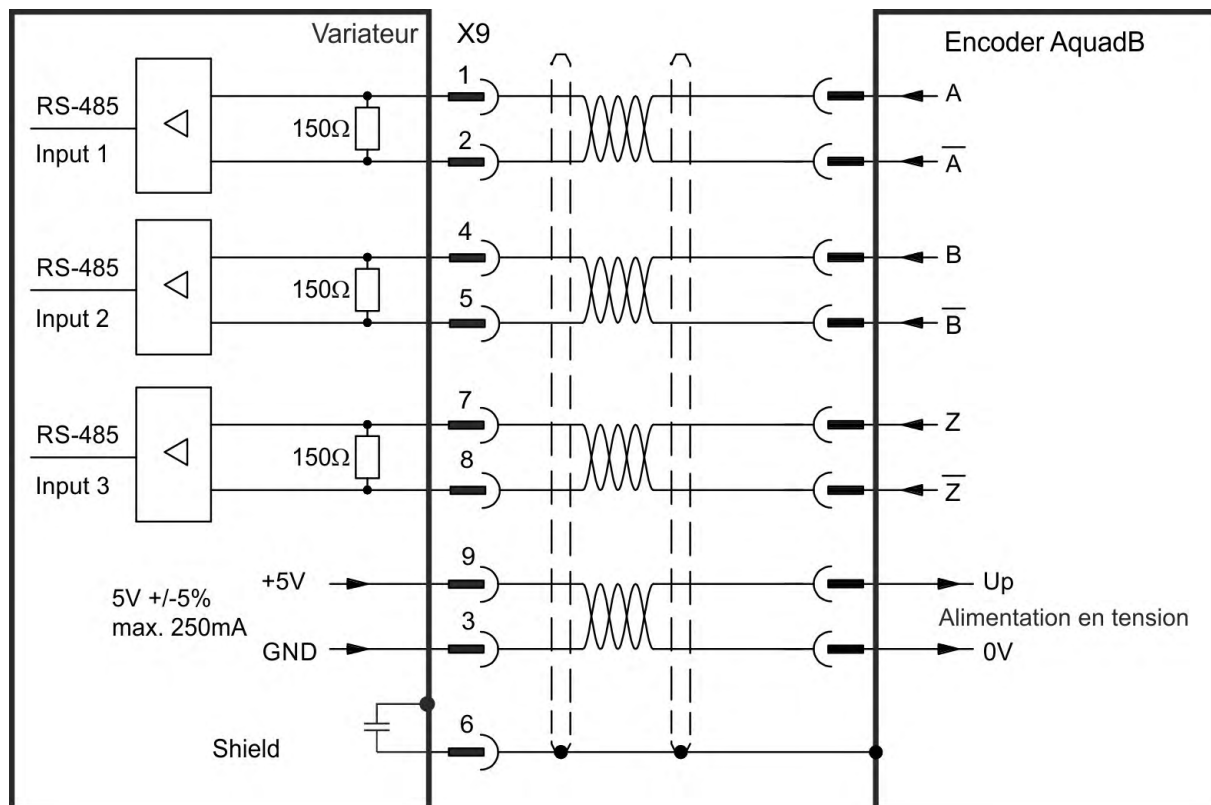 Variateur
X9
Encoder AquadB
1
RS-485
150Ω
A
Input 1
2
A̅
4
RS-485
150Ω
B
Input 2
5
B̅
7
RS-485
150Ω
Z
Input 3
8
Z̅
9
+5V
Up
5V +/-5%
max. 250mA
Alimentation en tension
3
GND
0V
6
Shield